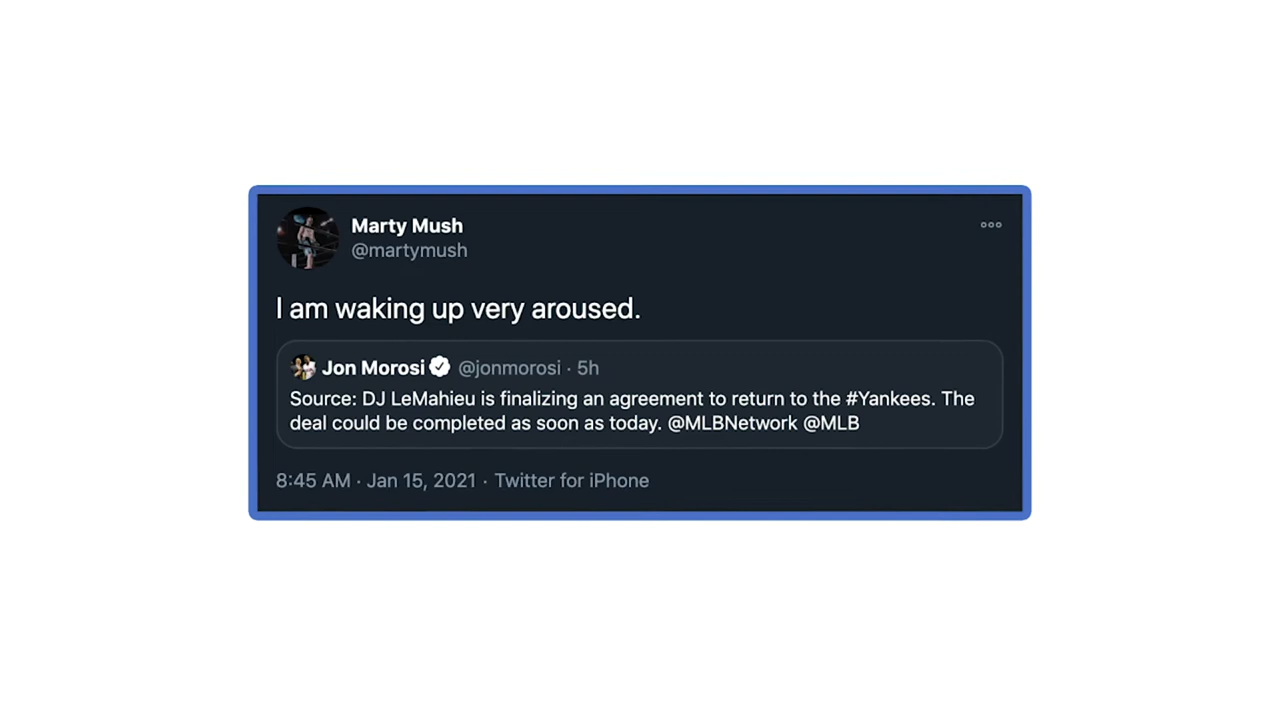 Marty Mush
@martymush
I am waking up very aroused.
Jon Morosi @jonmorosi · 5h
Source: DJ LeMahieu is finalizing an agreement to return to the #Yankees. The
deal could be completed as soon as today. @MLBNetwork @MLB
8:45 AM · Jan 15, 2021 · Twitter for iPhone